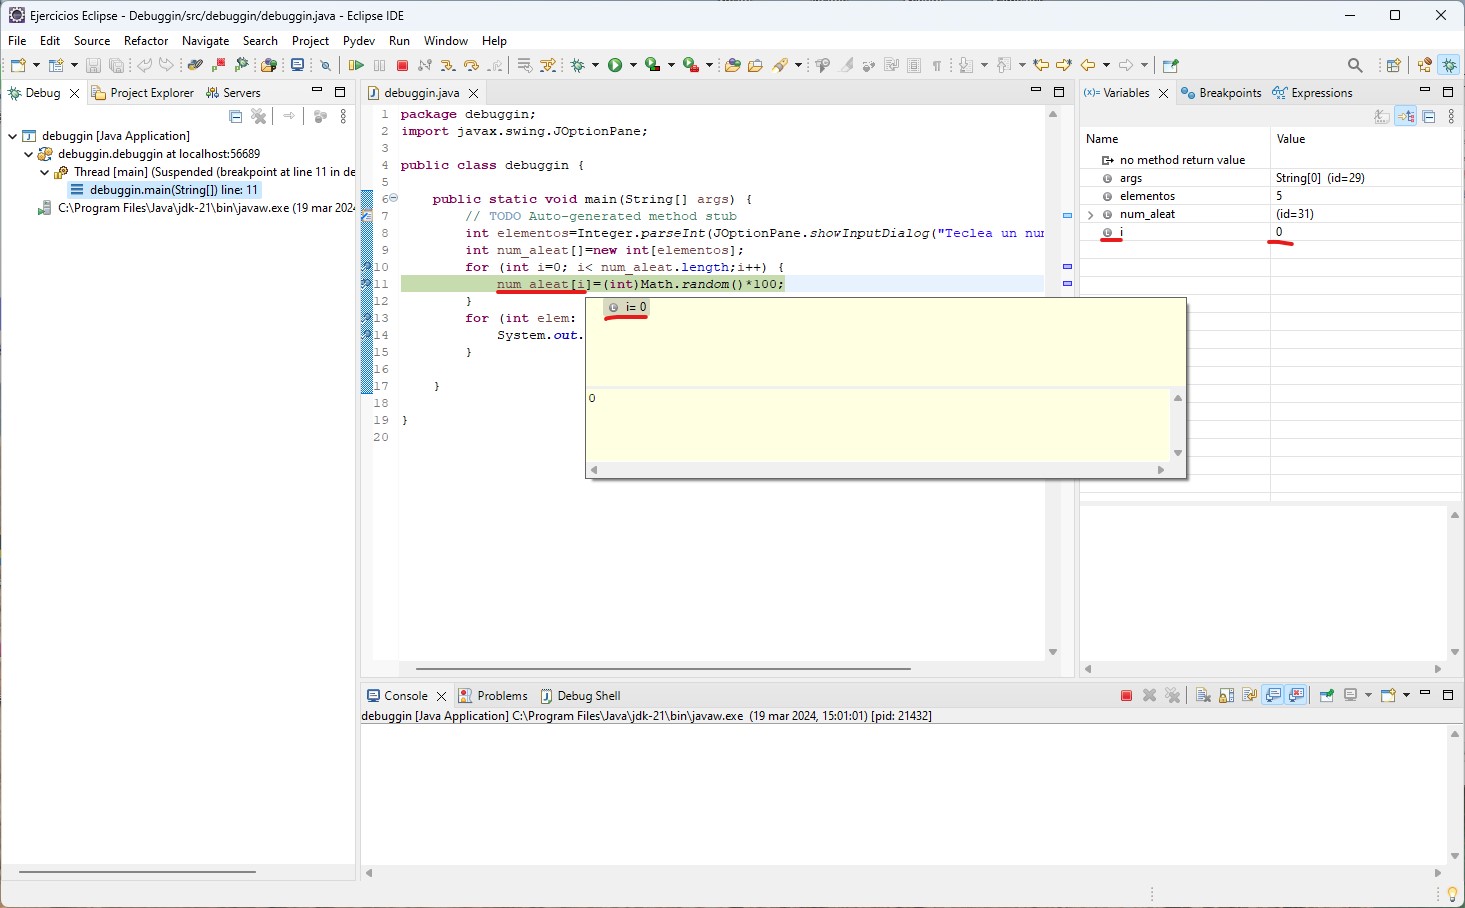 Ejercicios Eclipse - Debuggin/src/debuggin/debuggin.java - Eclipse IDE
File Edit Source Refactor Navigate Search Project Pydev Run Window Help
Debug Project Explorer Servers
debuggin [Java Application]
debuggin.debuggin at localhost:56689
Thread [main] (Suspended (breakpoint at line 11 in de
debuggin.main(String[]) line: 11
C:\Program Files\Java\jdk-21\bin\javaw.exe (19 mar 2024
debuggin.java
1 package debuggin;
2 import javax.swing.JOptionPane;
3
4 public class debuggin {
5
6 public static void main(String[] args) {
7 // TODO Auto-generated method stub
8 int elementos=Integer.parseInt(JOptionPane.showInputDialog("Teclea un nu
9 int num_aleat[]=new int[elementos];
10 for (int i=0; i< num_aleat.length;i++) {
11 num_aleat[i]=(int)Math.random()*100;
12 }
13 for (int elem:
14 System.out.
15 }
16
17 }
18
19 }
20
i= 0
0
(x)= Variables Breakpoints Expressions
Name Value
no method return value
args String[0] (id=29)
elementos 5
num_aleat (id=31)
i 0
Console Problems Debug Shell
debuggin [Java Application] C:\Program Files\Java\jdk-21\bin\javaw.exe (19 mar 2024, 15:01:01) [pid: 21432]